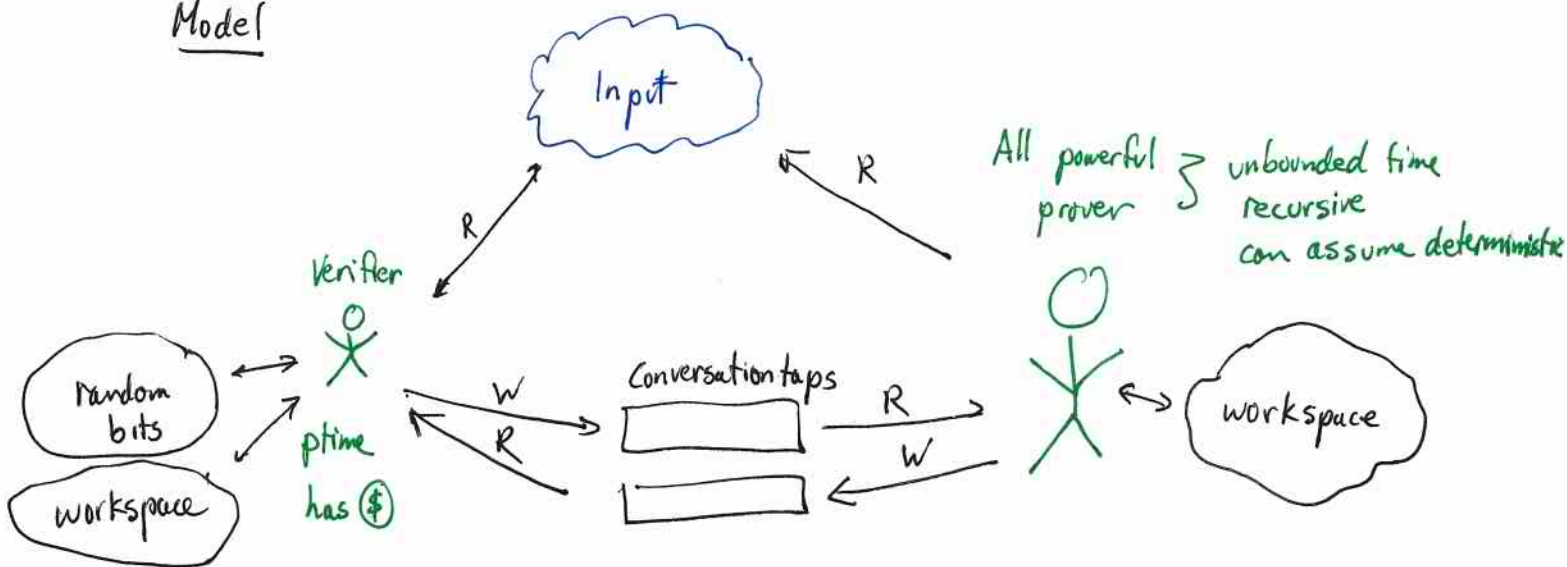 Model
Input
R
R
All powerful } unbounded time
prover recursive
can assume deterministic
Verifier
random
bits
workspace
ptime
has $
W
R
Conversation taps
R
W
workspace